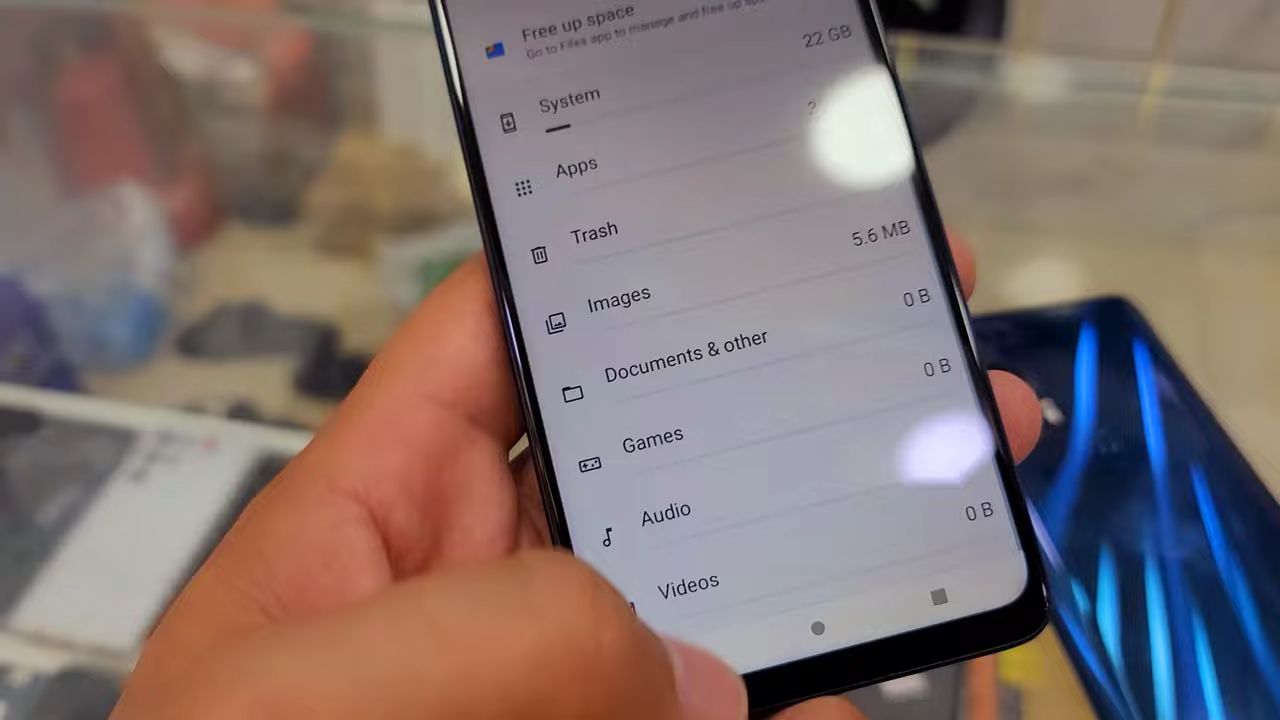 Free up space
Go to Files app to manage and free up
System
22 GB
Apps
Trash
Images
5.6 MB
Documents & other
0 B
Games
0 B
Audio
Videos
0 B